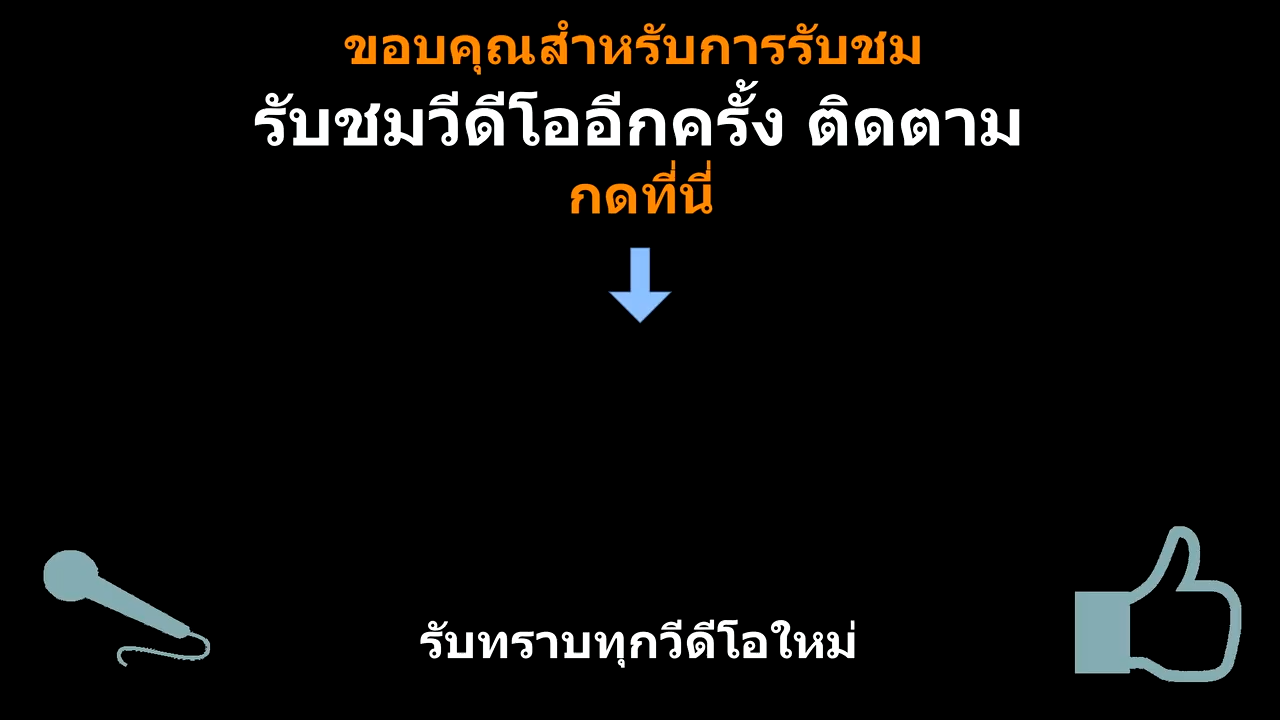 ขอบคุณสำหรับการรับชม
รับชมวีดีโออีกครั้ง ติดตาม
กดที่นี่
รับทราบทุกวีดีโอใหม่